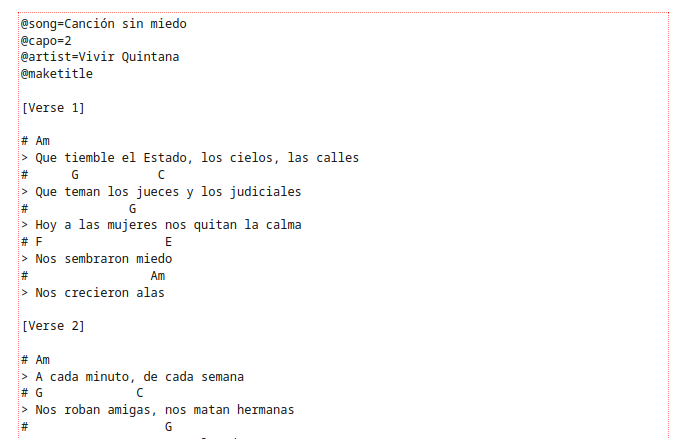 @song=Canción sin miedo
@capo=2
@artist=Vivir Quintana
@maketitle
[Verse 1]
# Am
> Que tiemble el Estado, los cielos, las calles
#      G           C
> Que teman los jueces y los judiciales
#              G
> Hoy a las mujeres nos quitan la calma
# F                 E
> Nos sembraron miedo
#                 Am
> Nos crecieron alas
[Verse 2]
# Am
> A cada minuto, de cada semana
# G             C
> Nos roban amigas, nos matan hermanas
#                   G